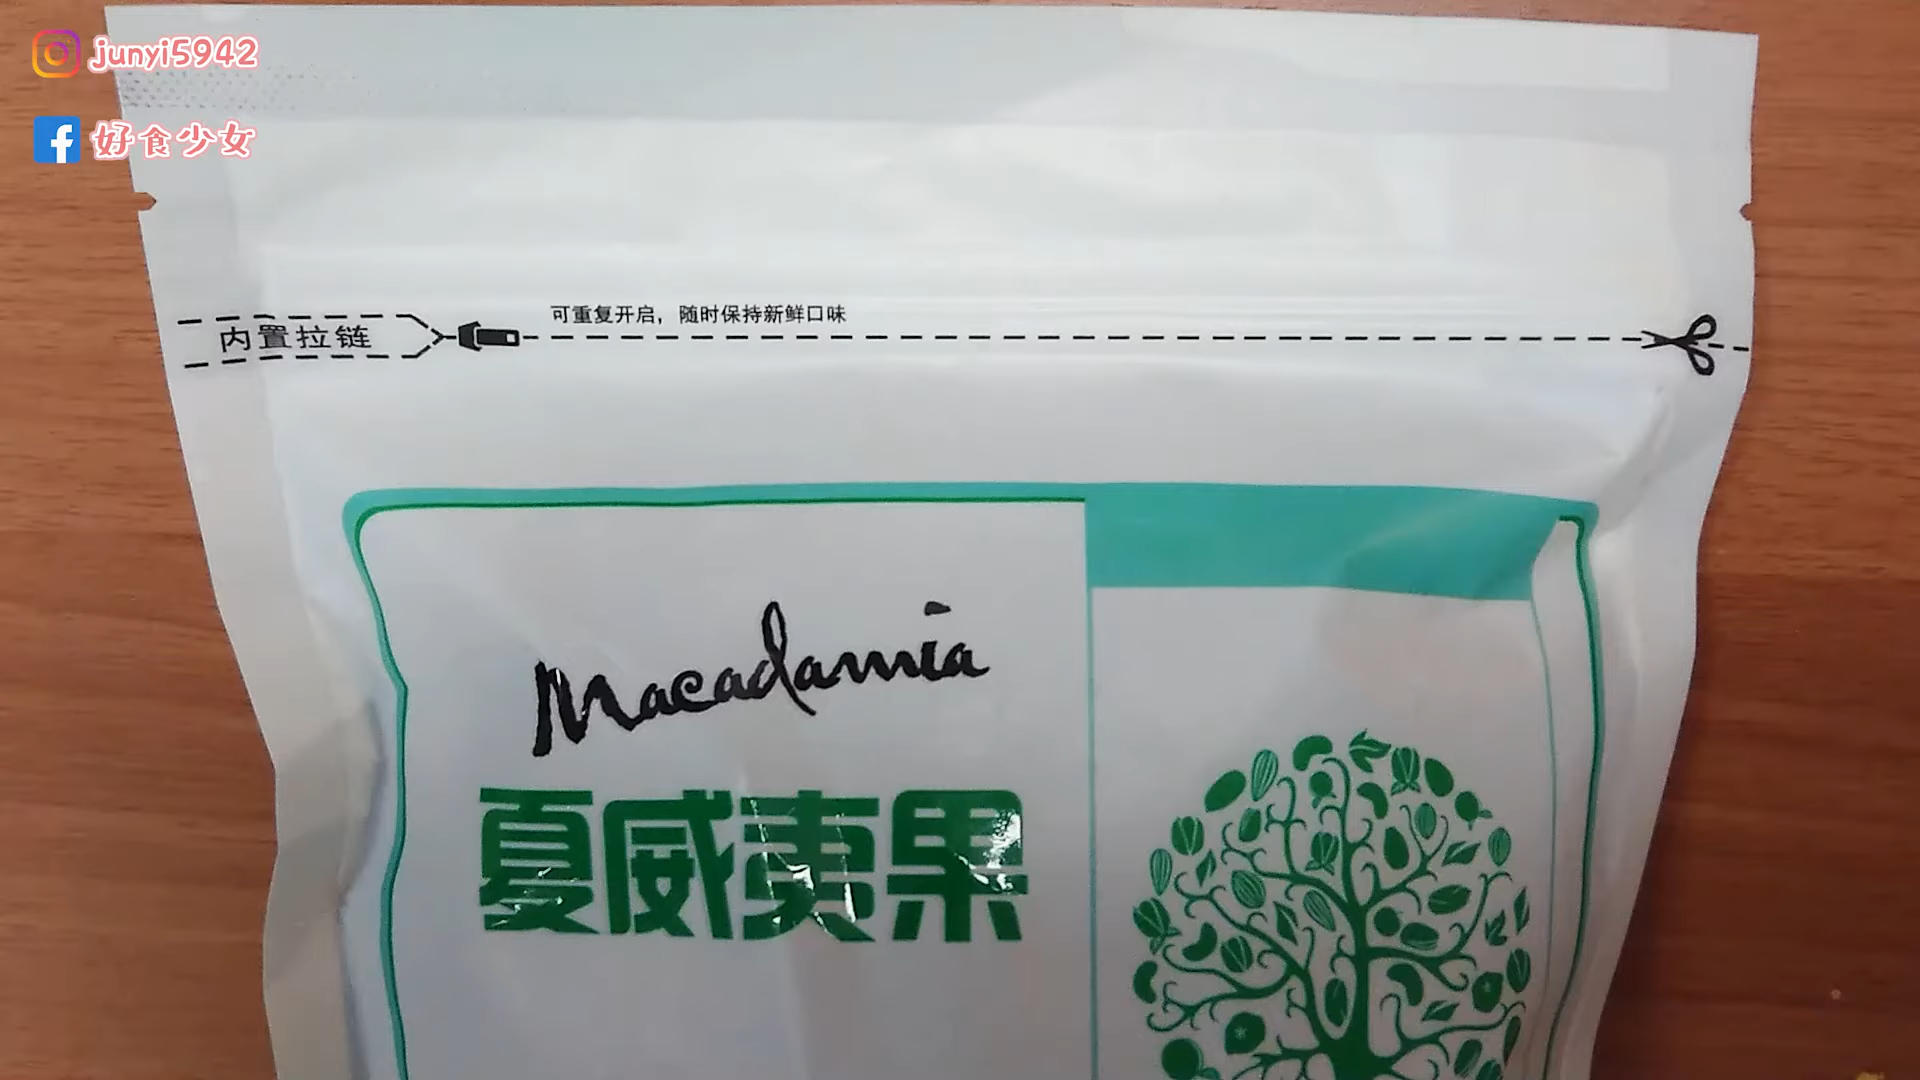 junyi5942
好食少女
可重复开启，随时保持新鲜口味
内置拉链
Macadamia
夏威夷果